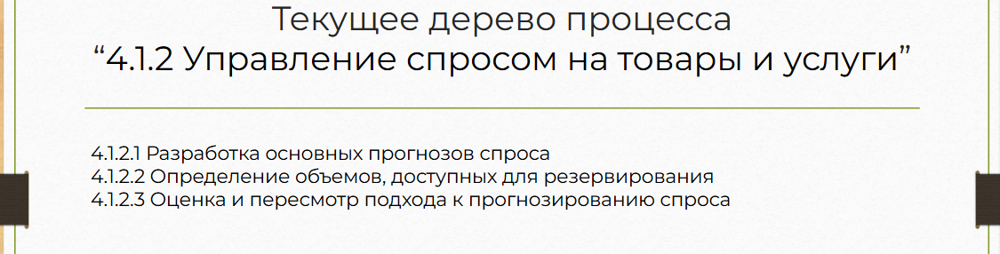 Текущее дерево процесса
“4.1.2 Управление спросом на товары и услуги”
4.1.2.1 Разработка основных прогнозов спроса
4.1.2.2 Определение объемов, доступных для резервирования
4.1.2.3 Оценка и пересмотр подхода к прогнозированию спроса